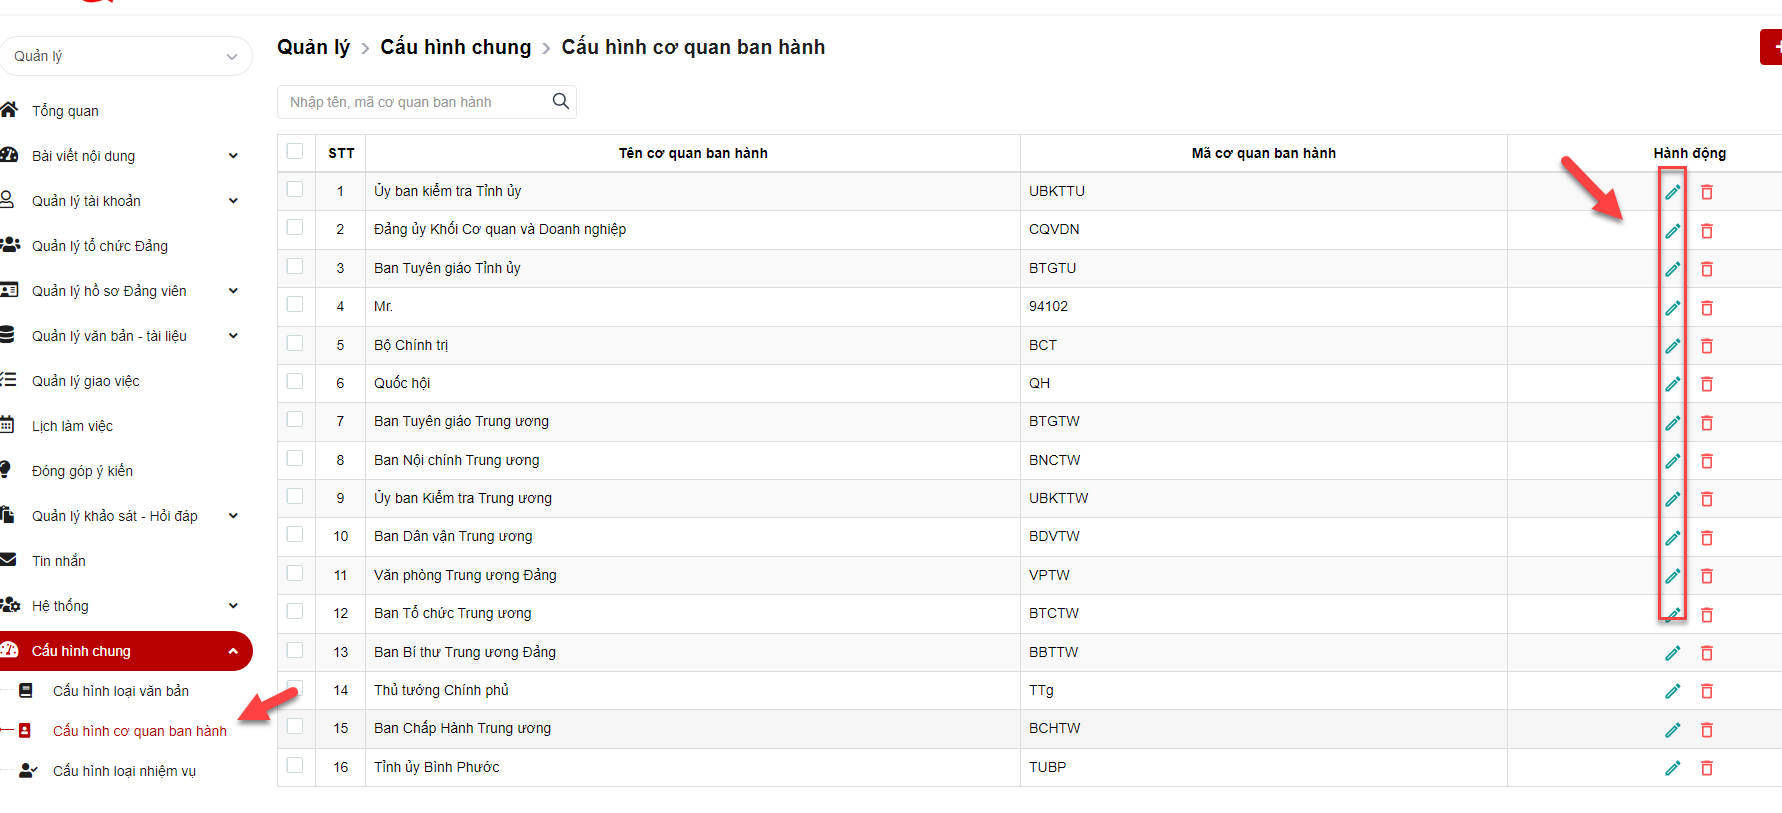 Quản lý
Quản lý > Cấu hình chung > Cấu hình cơ quan ban hành
Nhập tên, mã cơ quan ban hành
Tổng quan
Bài viết nội dung
Quản lý tài khoản
Quản lý tổ chức Đảng
Quản lý hồ sơ Đảng viên
Quản lý văn bản - tài liệu
Quản lý giao việc
Lịch làm việc
Đóng góp ý kiến
Quản lý khảo sát - Hỏi đáp
Tin nhắn
Hệ thống
Cấu hình chung
Cấu hình loại văn bản
Cấu hình cơ quan ban hành
Cấu hình loại nhiệm vụ
STT Tên cơ quan ban hành Mã cơ quan ban hành Hành động
1 Ủy ban kiểm tra Tỉnh ủy UBKTTU
2 Đảng ủy Khối Cơ quan và Doanh nghiệp CQVDN
3 Ban Tuyên giáo Tỉnh ủy BTGTU
4 Mr. 94102
5 Bộ Chính trị BCT
6 Quốc hội QH
7 Ban Tuyên giáo Trung ương BTGTW
8 Ban Nội chính Trung ương BNCTW
9 Ủy ban Kiểm tra Trung ương UBKTTW
10 Ban Dân vận Trung ương BDVTW
11 Văn phòng Trung ương Đảng VPTW
12 Ban Tổ chức Trung ương BTCTW
13 Ban Bí thư Trung ương Đảng BBTTW
14 Thủ tướng Chính phủ TTg
15 Ban Chấp Hành Trung ương BCHTW
16 Tỉnh ủy Bình Phước TUBP